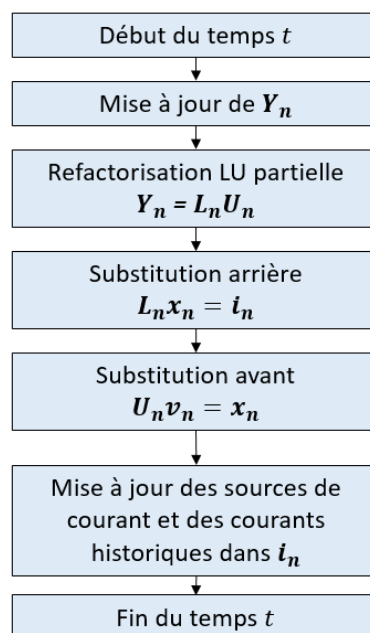 Début du temps t
Mise à jour de Yₙ
Refactorisation LU partielle
Yₙ = LₙUₙ
Substitution arrière
Lₙxₙ = iₙ
Substitution avant
Uₙvₙ = xₙ
Mise à jour des sources de
courant et des courants
historiques dans iₙ
Fin du temps t